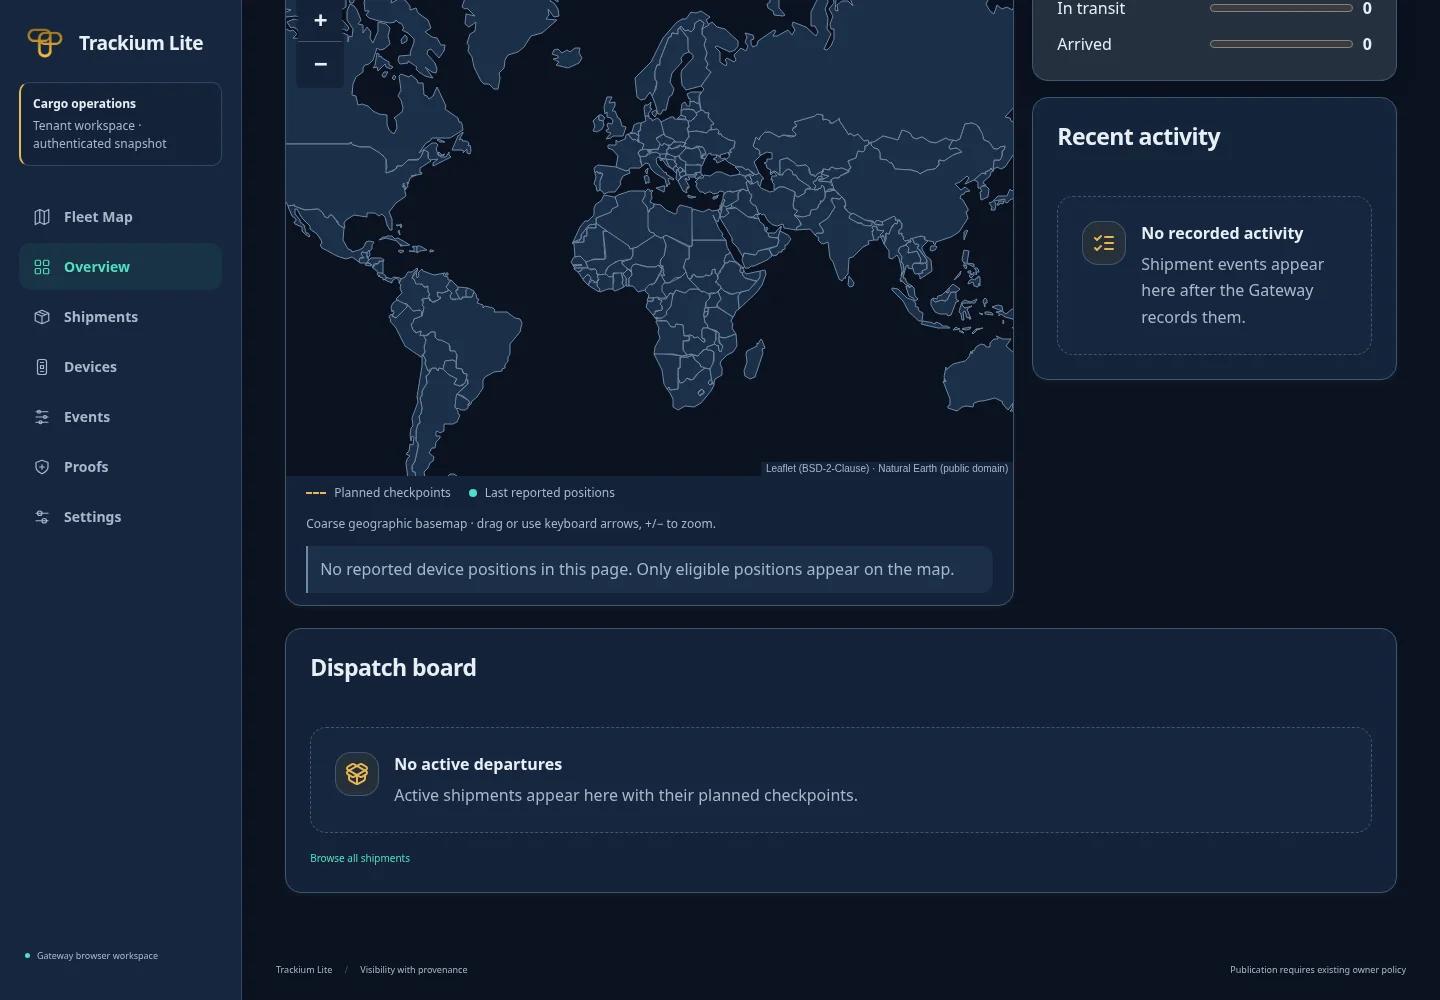 Trackium Lite
Cargo operations
Tenant workspace ·
authenticated snapshot
Fleet Map
Overview
Shipments
Devices
Events
Proofs
Settings
Gateway browser workspace
+
−
Leaflet (BSD-2-Clause) · Natural Earth (public domain)
Planned checkpoints
Last reported positions
Coarse geographic basemap · drag or use keyboard arrows, +/− to zoom.
No reported device positions in this page. Only eligible positions appear on the map.
In transit 0
Arrived 0
Recent activity
No recorded activity
Shipment events appear
here after the Gateway
records them.
Dispatch board
No active departures
Active shipments appear here with their planned checkpoints.
Browse all shipments
Trackium Lite / Visibility with provenance
Publication requires existing owner policy